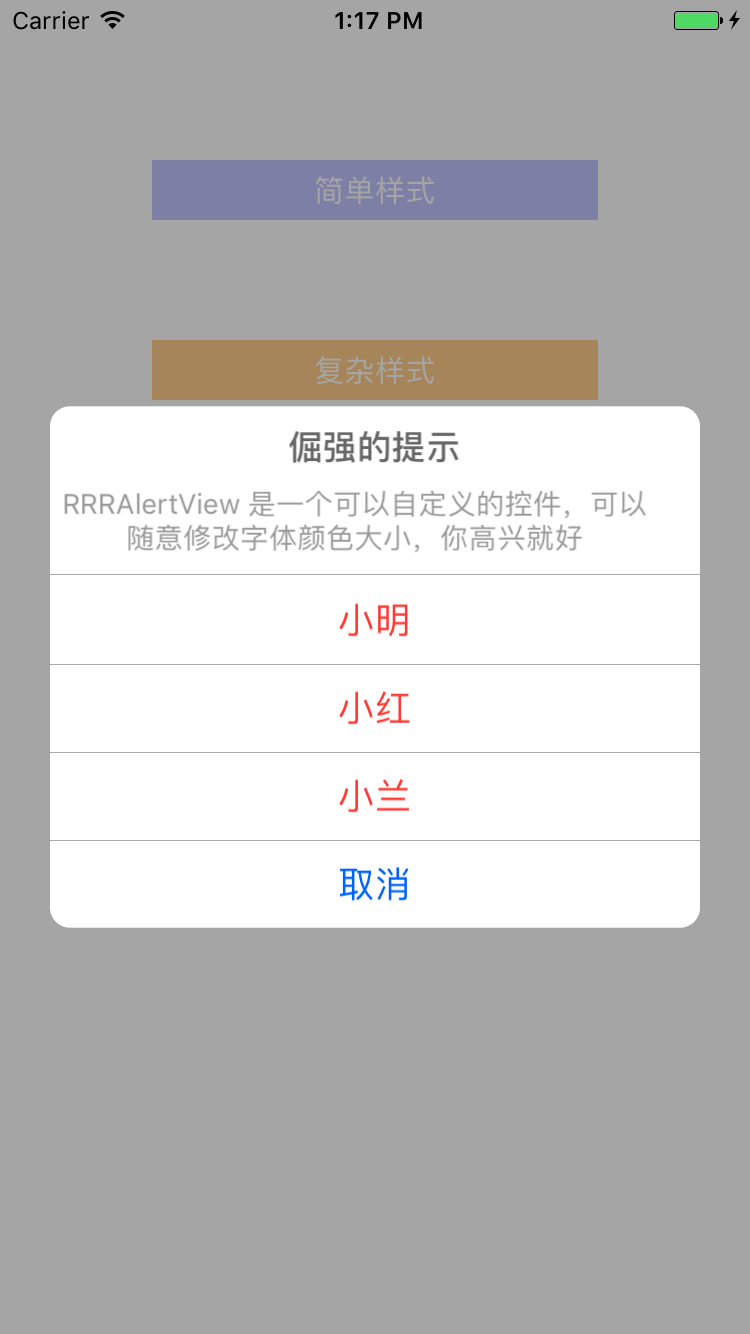 Carrier 1:17 PM
简单样式
复杂样式
倔强的提示
RRRAlertView 是一个可以自定义的控件，可以
随意修改字体颜色大小，你高兴就好
小明
小红
小兰
取消